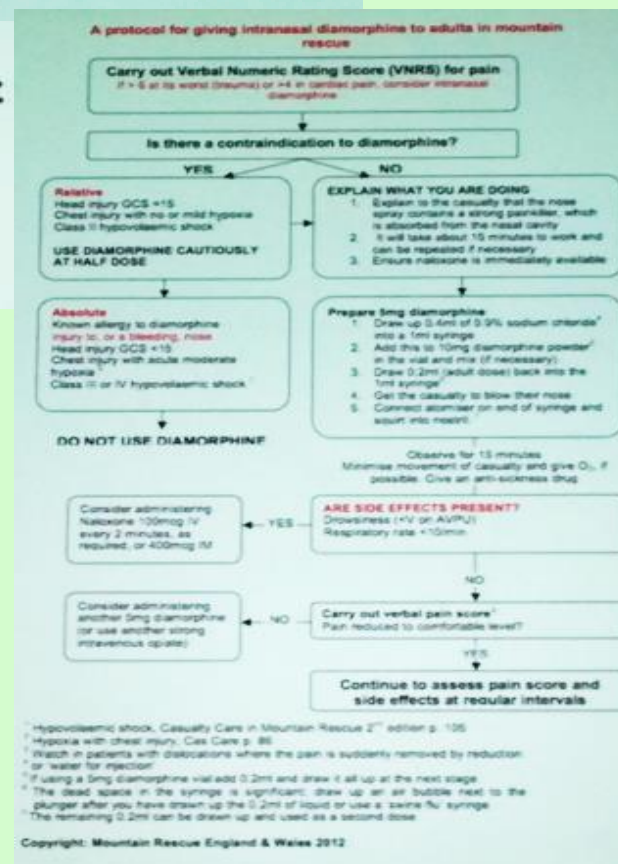 A protocol for giving intranasal diamorphine to adults in mountain
rescue
Carry out Verbal Numeric Rating Score (VNRS) for pain
in cardiac pain, consider intranasal
diamorphine
Is there a contraindication to diamorphine?
YES
NO
Relative
Head injury GCS =15
Chest injury with no or mild hypoxia
Class II hypovolaemic shock
USE DIAMORPHINE CAUTIOUSLY
AT HALF DOSE
EXPLAIN WHAT YOU ARE DOING
1. Explain to the casualty that the nose
spray contains a strong painkiller, which
is absorbed from the nasal cavity
2. It will take about 15 minutes to work and
can be repeated if necessary
3. Ensure naloxone is immediately available
Absolute
Known allergy to diamorphine
injury to, or a bleeding, nose
Head injury GCS <15
Chest injury with acute moderate
hypoxia
Class III or IV hypovolaemic shock
DO NOT USE DIAMORPHINE
Prepare 5mg diamorphine
1. Draw up 0.4ml of 0.9% sodium chloride
into a 1ml syringe
2. Add this to 10mg diamorphine powder
in the vial and mix (if necessary)
3. Draw 0.2ml (adult dose) back into the
1ml syringe
4. Get the casualty to blow their nose
5. Connect atomiser on end of syringe and
squirt into nostril
Observe for 15 minutes
Minimise movement of casualty and give O₂, if
possible. Give an anti-sickness drug
ARE SIDE EFFECTS PRESENT?
Drowsiness (<V on AVPU)
Respiratory rate <10/min
YES
Consider administering
Naloxone 100mcg IV
every 2 minutes, as
required, or 400mcg IM
NO
Carry out verbal pain score
Pain reduced to comfortable level?
NO
Consider administering
another 5mg diamorphine
(or use another strong
intravenous opiate)
YES
Continue to assess pain score and
side effects at regular intervals
Hypovolaemic shock, Casualty Care in Mountain Rescue 2nd edition p. 106
Hypoxia with chest injury, Cas Care p. 86
Watch in patients with dislocations where the pain is suddenly removed by reduction
or 'water for injection'
If using a 5mg diamorphine vial add 0.2ml and draw it all up at the next stage
The dead space in the syringe is significant: draw up an air bubble next to the
plunger after you have drawn up the 0.2ml of liquid or use a 'swine flu' syringe
The remaining 0.2ml can be drawn up and used as a second dose
Copyright: Mountain Rescue England & Wales 2012